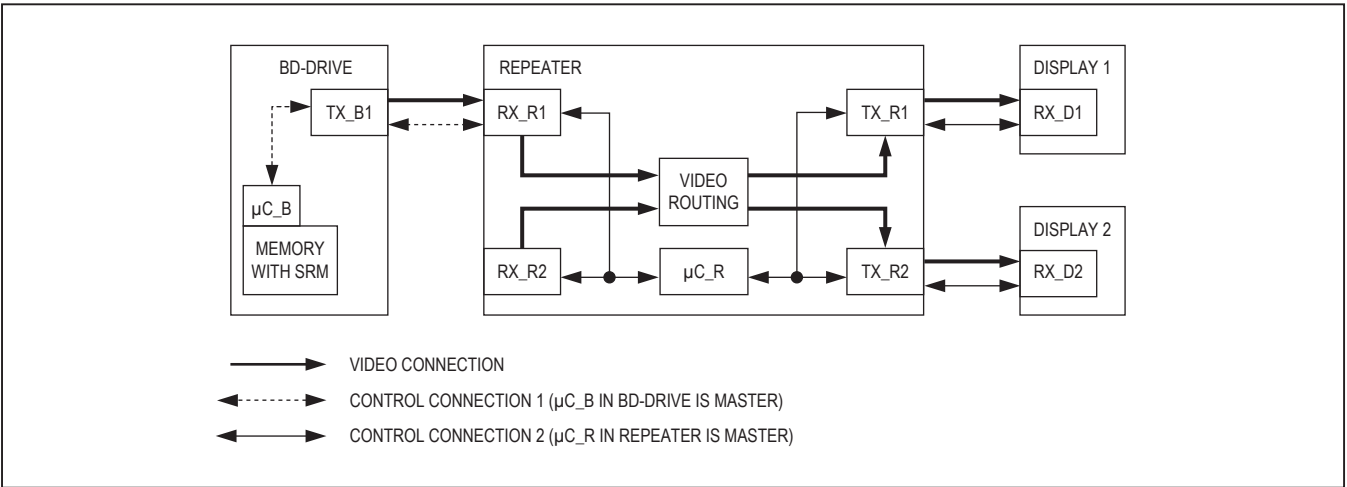 BD-DRIVE
TX_B1
µC_B
MEMORY
WITH SRM
REPEATER
RX_R1
RX_R2
VIDEO
ROUTING
µC_R
TX_R1
TX_R2
DISPLAY 1
RX_D1
DISPLAY 2
RX_D2
VIDEO CONNECTION
CONTROL CONNECTION 1 (µC_B IN BD-DRIVE IS MASTER)
CONTROL CONNECTION 2 (µC_R IN REPEATER IS MASTER)